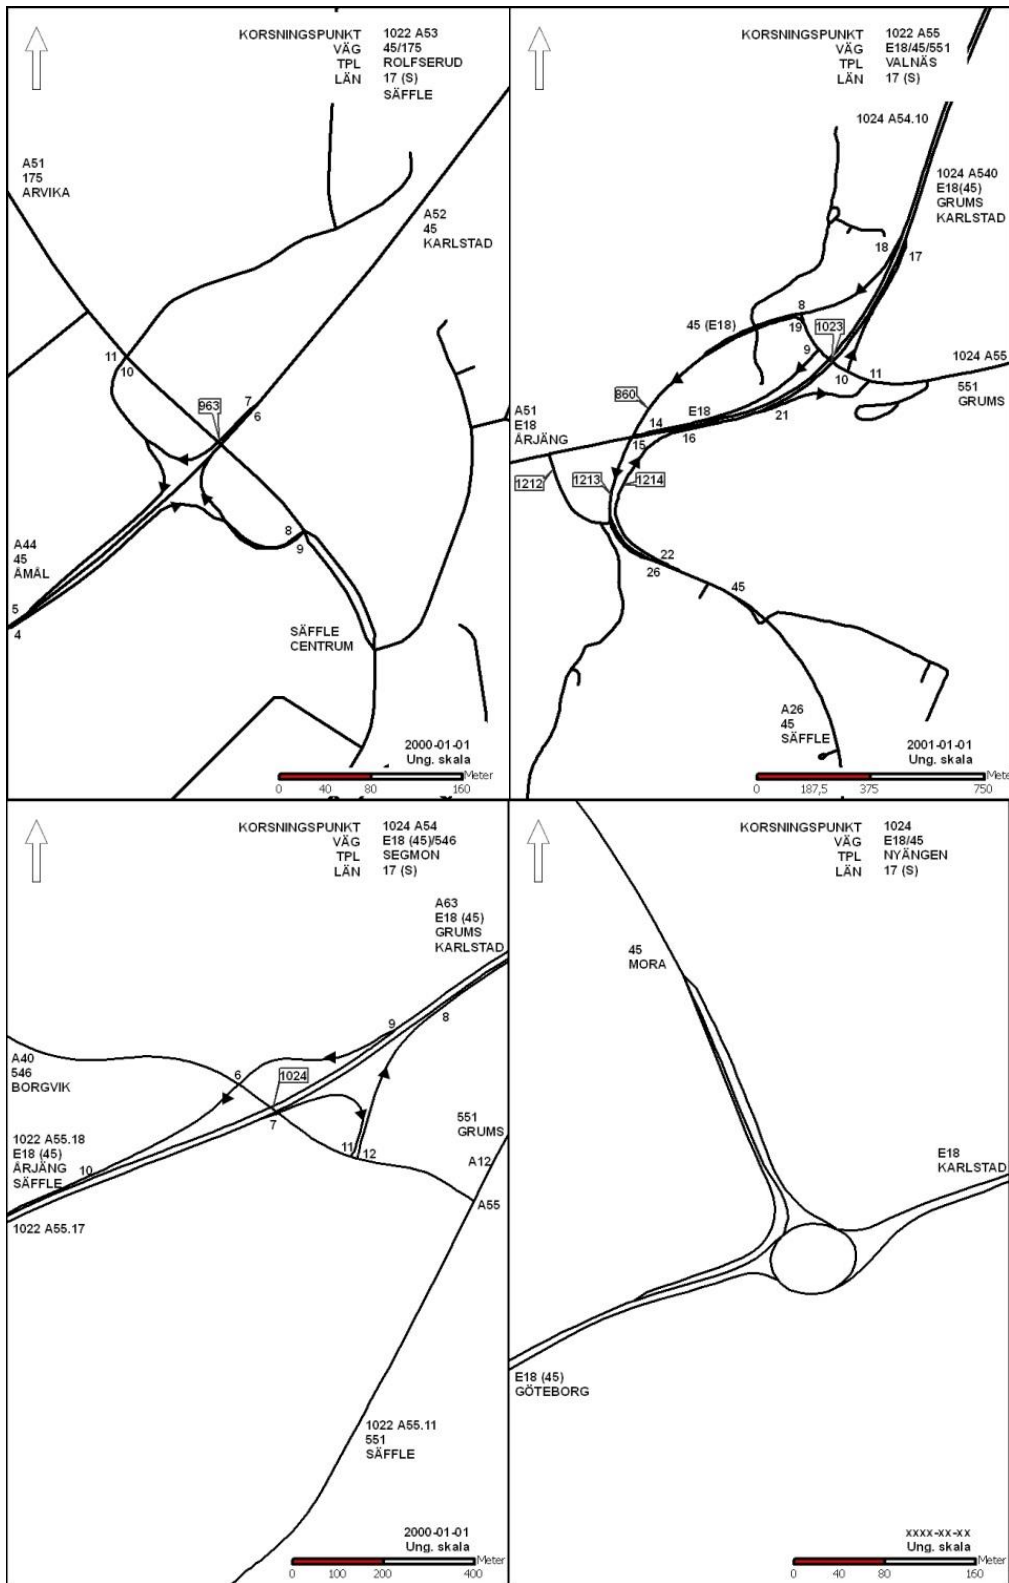 KORSNINGSPUNKT 1022 A53
VÄG 45/175
TPL ROLFSERUD
LÄN 17 (S)
SÄFFLE
A51
175
ARVIKA
A52
45
KARLSTAD
11
10
963
7
6
8
9
A44
45
ÅMÅL
5
4
SÄFFLE
CENTRUM
2000-01-01
Ung. skala
Meter
0 40 80 160
KORSNINGSPUNKT 1022 A55
VÄG E18/45/551
TPL VALNÄS
LÄN 17 (S)
1024 A54.10
1024 A540
E18(45)
GRUMS
KARLSTAD
18
17
8
19
45 (E18)
1023
9
10
11
1024 A55
551
GRUMS
860
E18
21
14
15
16
A51
E18
ÅRJÄNG
1212
1213
1214
22
26
45
A26
45
SÄFFLE
2001-01-01
Ung. skala
Meter
0 187,5 375 750
KORSNINGSPUNKT 1024 A54
VÄG E18 (45)/546
TPL SEGMON
LÄN 17 (S)
A63
E18 (45)
GRUMS
KARLSTAD
9
8
A40
546
BORGVIK
6
1024
7
551
GRUMS
11
12
A12
A55
1022 A55.18
E18 (45)
ÅRJÄNG
SÄFFLE
10
1022 A55.17
1022 A55.11
551
SÄFFLE
2000-01-01
Ung. skala
Meter
0 100 200 400
KORSNINGSPUNKT 1024
VÄG E18/45
TPL NYÄNGEN
LÄN 17 (S)
45
MORA
E18
KARLSTAD
E18 (45)
GÖTEBORG
xxxx-xx-xx
Ung. skala
Meter
0 40 80 160